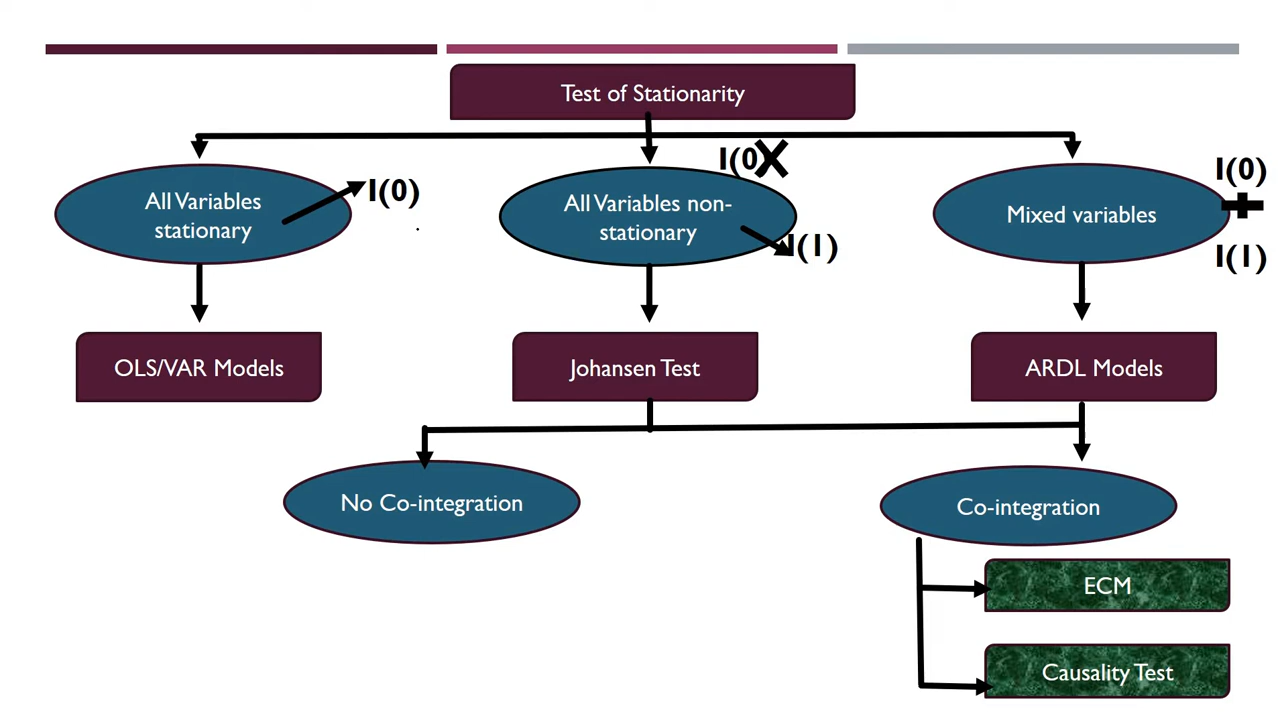 Test of Stationarity
All Variables
stationary
I(0)
I(0)
All Variables non-
stationary
I(1)
Mixed variables
I(0)
I(1)
OLS/VAR Models
Johansen Test
ARDL Models
No Co-integration
Co-integration
ECM
Causality Test